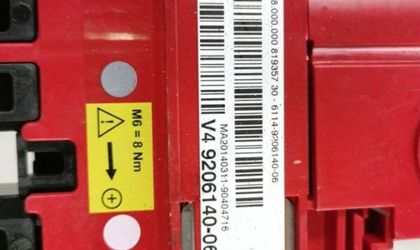 M6 = 8 Nm
V4 9206140-06
MA20140311-90404716
8.000.000 819357 30 - 6114-9206140-06